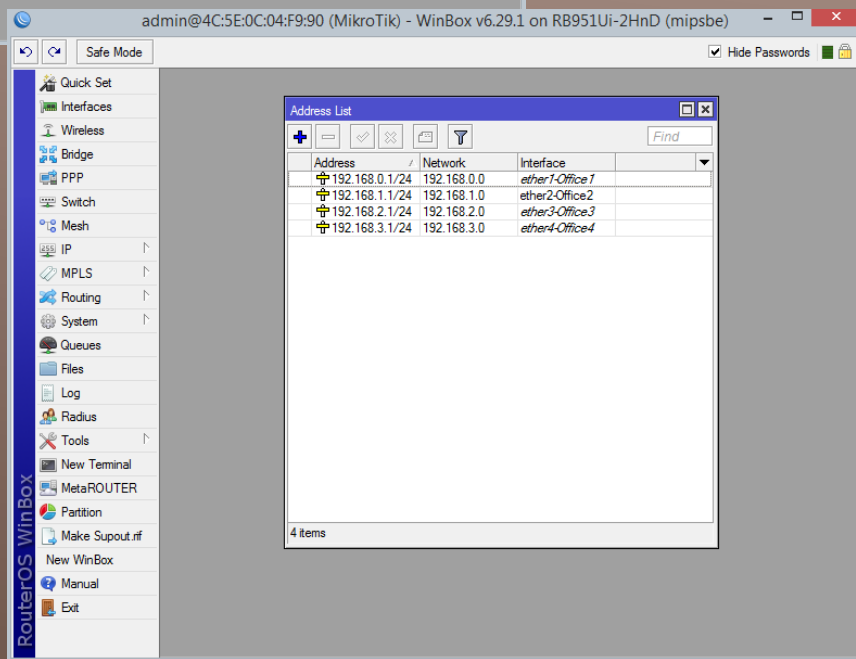 admin@4C:5E:0C:04:F9:90 (MikroTik) - WinBox v6.29.1 on RB951Ui-2HnD (mipsbe)
Safe Mode
Hide Passwords
Quick Set
Interfaces
Wireless
Bridge
PPP
Switch
Mesh
IP
MPLS
Routing
System
Queues
Files
Log
Radius
Tools
New Terminal
MetaROUTER
Partition
Make Supout.rif
New WinBox
Manual
Exit
RouterOS WinBox
Address List
Find
Address Network Interface
192.168.0.1/24 192.168.0.0 ether1-Office1
192.168.1.1/24 192.168.1.0 ether2-Office2
192.168.2.1/24 192.168.2.0 ether3-Office3
192.168.3.1/24 192.168.3.0 ether4-Office4
4 items